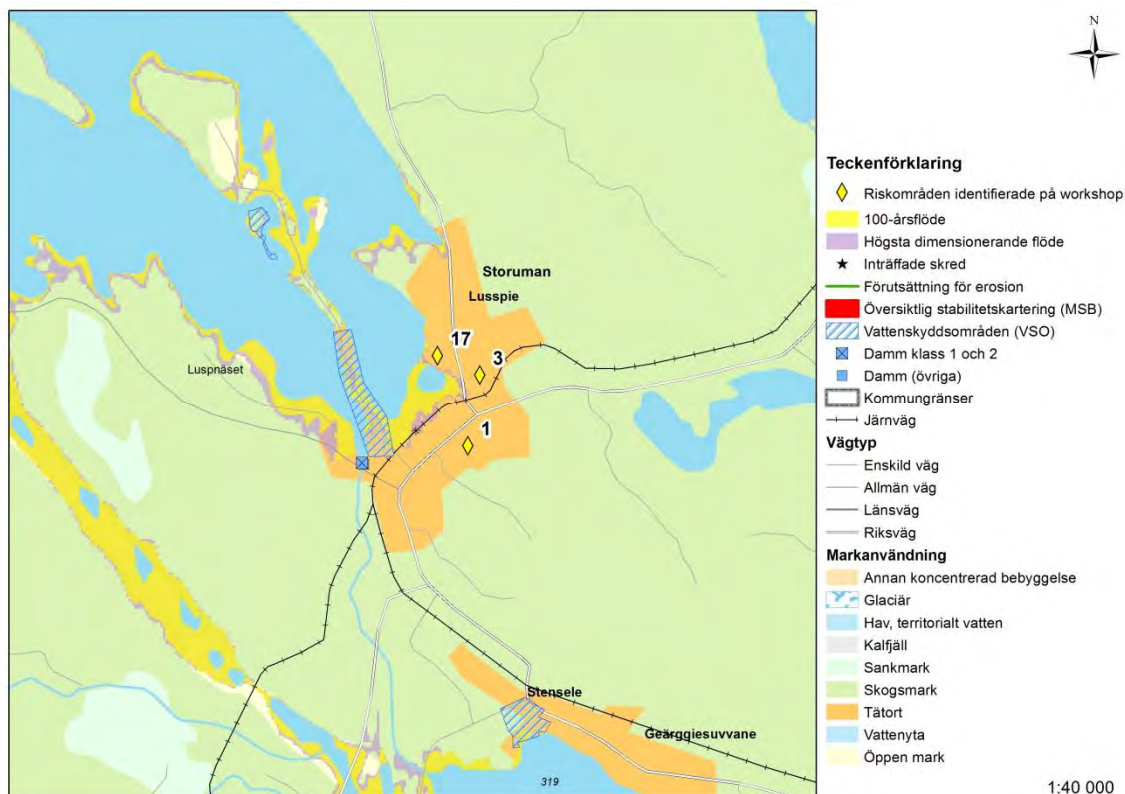 N
Storuman
Lusspie
17
3
Luspnäset
1
Stensele
Geärggiesuvvane
319
Teckenförklaring
Riskområden identifierade på workshop
100-årsflöde
Högsta dimensionerande flöde
Inträffade skred
Förutsättning för erosion
Översiktlig stabilitetskartering (MSB)
Vattenskyddsområden (VSO)
Damm klass 1 och 2
Damm (övriga)
Kommungränser
Järnväg
Vägtyp
Enskild väg
Allmän väg
Länsväg
Riksväg
Markanvändning
Annan koncentrerad bebyggelse
Glaciär
Hav, territorialt vatten
Kalfjäll
Sankmark
Skogsmark
Tätort
Vattenyta
Öppen mark
1:40 000